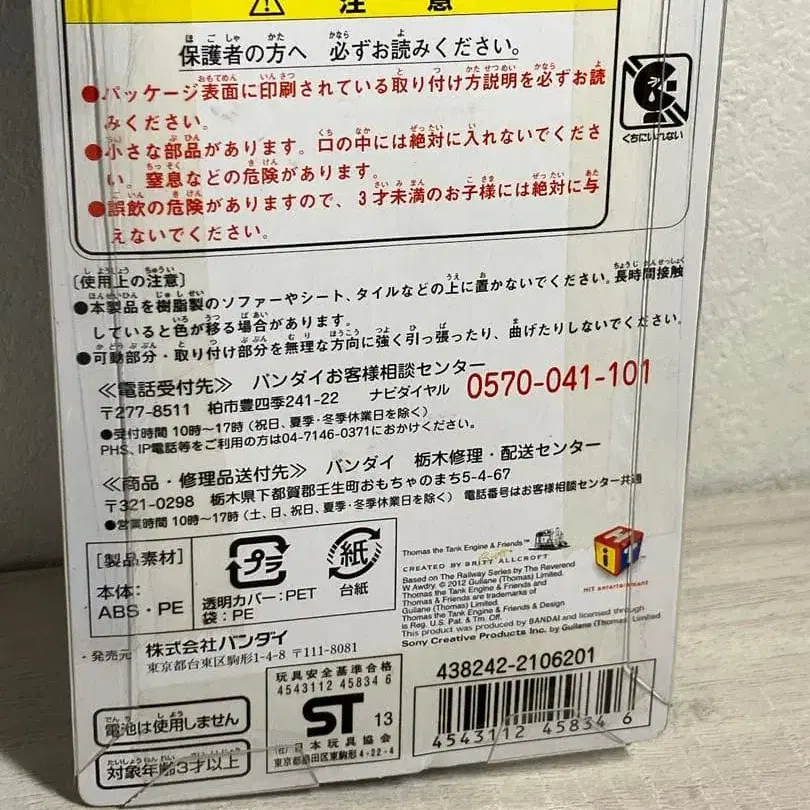 ⚠ 注意
保護者の方へ 必ずお読みください。
●パッケージ表面に印刷されている取り付け方説明を必ずお読
みください。
●小さな部品があります。口の中には絶対に入れないでくださ
い。窒息などの危険があります。
●誤飲の危険がありますので、3才未満のお子様には絶対に与
えないでください。
くちにいれない
〔使用上の注意〕
●本製品を樹脂製のソファーやシート、タイルなどの上に置かないでください。長時間接触
していると色が移る場合があります。
●可動部分・取り付け部分を無理な方向に強く引っ張ったり、曲げたりしないでください。
≪電話受付先≫ バンダイお客様相談センター
〒277-8511 柏市豊四季241-22 ナビダイヤル 0570-041-101
●受付時間 10時〜17時(祝日、夏季・冬季休業日を除く)
PHS、IP電話等をご利用の方は04-7146-0371におかけください。
≪商品・修理品送付先≫ バンダイ 栃木修理・配送センター
〒321-0298 栃木県下都賀郡壬生町おもちゃのまち5-4-67
●営業時間 10時〜17時(土、日、祝日、夏季・冬季休業日を除く) 電話番号はお客様相談センター共通
[製品素材]
本体:
ABS・PE
プラ
透明カバー:PET
袋:PE
紙
台紙
Thomas the Tank Engine & Friends™
CREATED BY BRITT ALLCROFT
Based on The Railway Series by The Reverend
W Awdry. © 2012 Gullane (Thomas) Limited.
Thomas the Tank Engine & Friends and
Thomas & Friends are trademarks of
Gullane (Thomas) Limited.
Thomas the Tank Engine & Friends & Design
is Reg. U.S. Pat. & Tm. Off.
This product was produced by BANDAI and licensed through
Sony Creative Products Inc. by Gullane (Thomas) Limited
HiT
HIT entertainment
発売元 株式会社バンダイ
東京都台東区駒形1-4-8 〒111-8081
電池は使用しません
対象年齢3才以上
玩具安全基準合格
4543112 45834 6
ST 13
(社)日本玩具協会
東京都墨田区東駒形4-22-4
438242-2106201
4 543112 458346